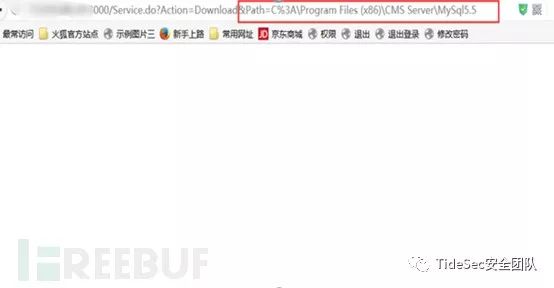 000/Service.do?Action=Download&Path=C%3A\Program Files (x86)\CMS Server\MySql5.5
最常访问 火狐官方站点 示例图片三 新手上路 常用网址 JD 京东商城 权限 退出 退出登录 修改密码
REEBUF
TideSec安全团队